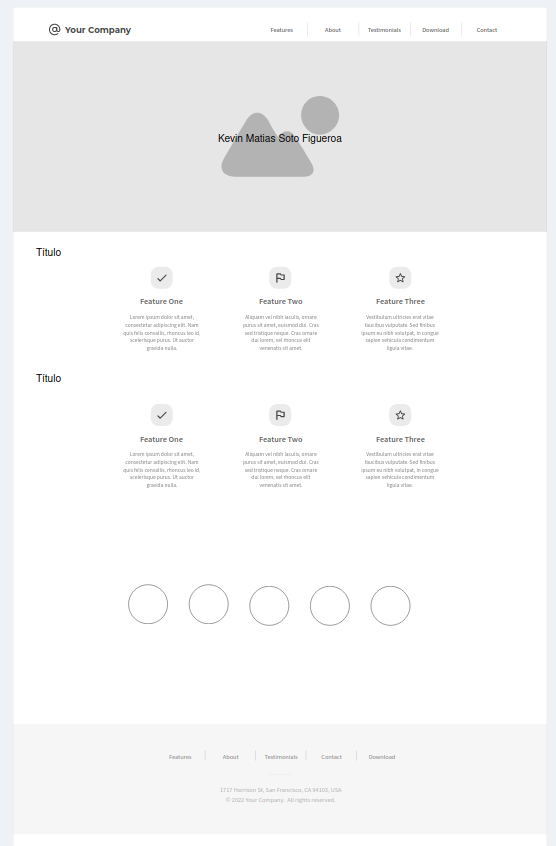 @ Your Company
Features
About
Testimonials
Download
Contact
Kevin Matias Soto Figueroa
Título
Feature One
Lorem ipsum dolor sit amet,
consectetur adipiscing elit. Nam
quis felis convallis, rhoncus leo id,
scelerisque purus. Ut auctor
gravida nulla.
Feature Two
Aliquam vel nibh iaculis, ornare
purus sit amet, euismod dui. Cras
sed tristique neque. Cras ornare
dui lorem, vel rhoncus elit
venenatis sit amet.
Feature Three
Vestibulum ultricies erat vitae
faucibus vulputate. Sed finibus
ipsum eu nibh volutpat, in congue
sapien vehicula condimentum
ligula vitae.
Título
Feature One
Lorem ipsum dolor sit amet,
consectetur adipiscing elit. Nam
quis felis convallis, rhoncus leo id,
scelerisque purus. Ut auctor
gravida nulla.
Feature Two
Aliquam vel nibh iaculis, ornare
purus sit amet, euismod dui. Cras
sed tristique neque. Cras ornare
dui lorem, vel rhoncus elit
venenatis sit amet.
Feature Three
Vestibulum ultricies erat vitae
faucibus vulputate. Sed finibus
ipsum eu nibh volutpat, in congue
sapien vehicula condimentum
ligula vitae.
Features
About
Testimonials
Contact
Download
1717 Harrison St, San Francisco, CA 94103, USA
© 2022 Your Company. All rights reserved.